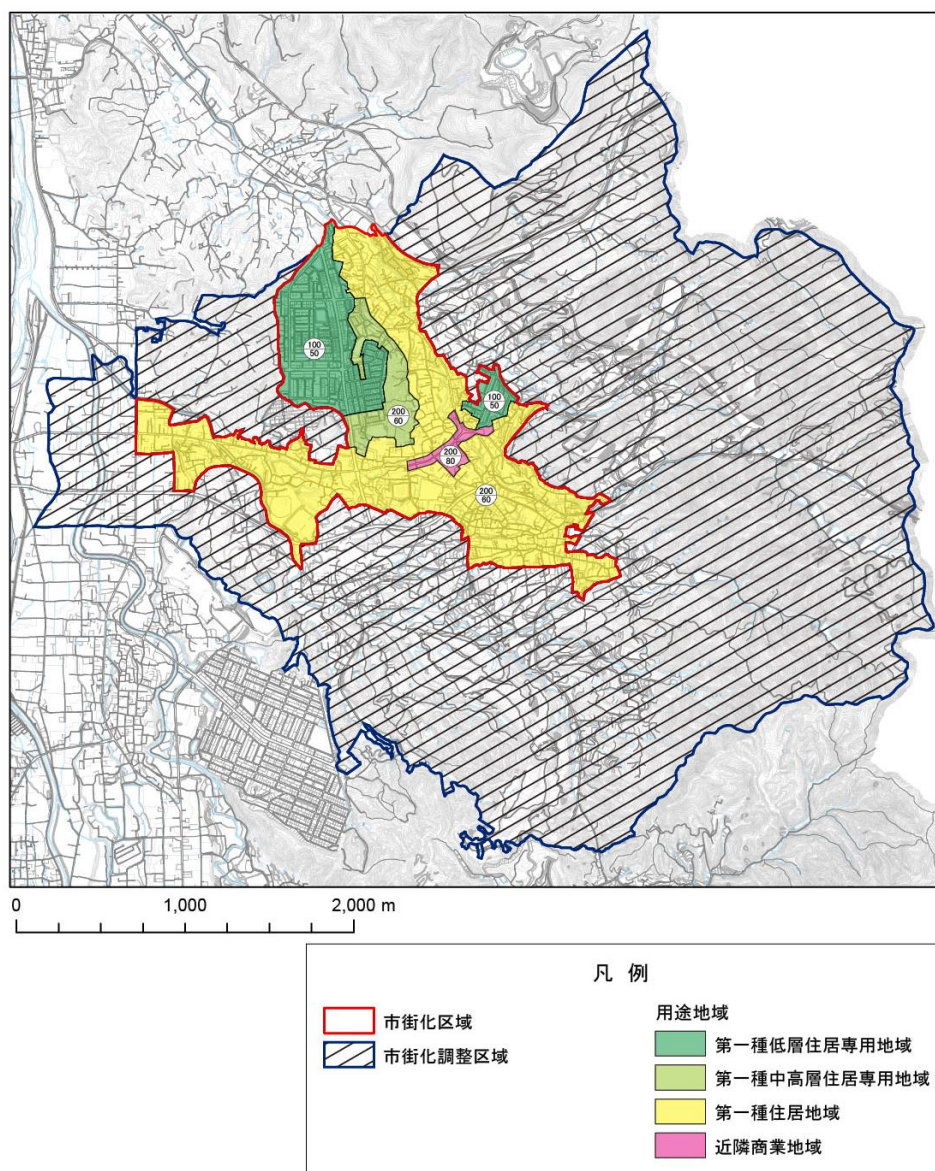 100
50
100
50
200
60
200
80
200
60
0 1,000 2,000 m
凡 例
市街化区域
市街化調整区域
用途地域
第一種低層住居専用地域
第一種中高層住居専用地域
第一種住居地域
近隣商業地域